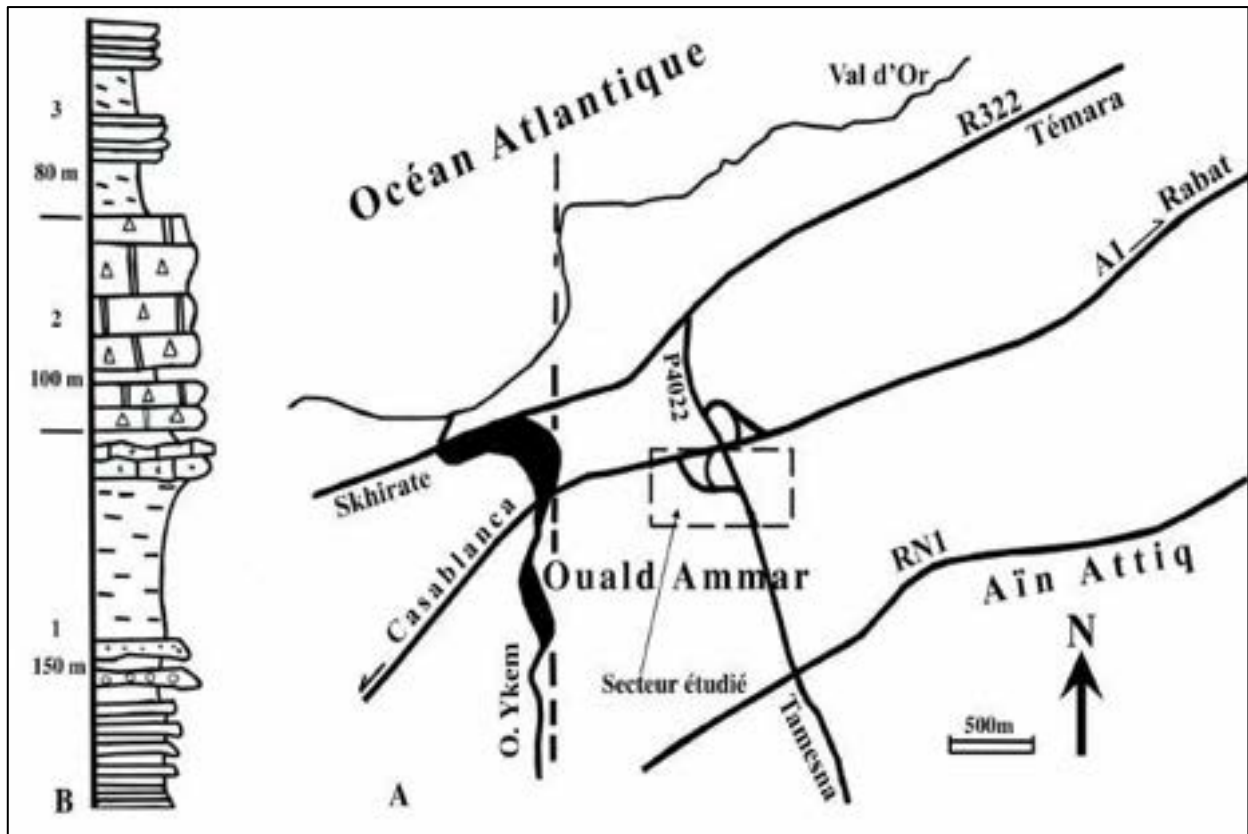 3
80 m
2
100 m
1
150 m
B
Océan Atlantique
Val d'Or
R322
Témara
A1
Rabat
P4022
Skhîrate
Casablanca
Ouald Ammar
RN1
Aïn Attiq
O. Ykem
Secteur étudié
Tamesna
N
500m
A